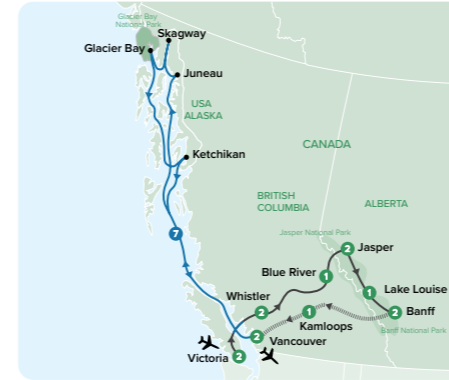 Glacier Bay
National Park
Skagway
Glacier Bay
Juneau
USA
ALASKA
Ketchikan
CANADA
BRITISH
COLUMBIA
ALBERTA
7
Jasper National Park
2
Jasper
Blue River
1
Lake Louise
1
Whistler
2
2
Banff
1
Kamloops
Banff National Park
2
Vancouver
Victoria
2